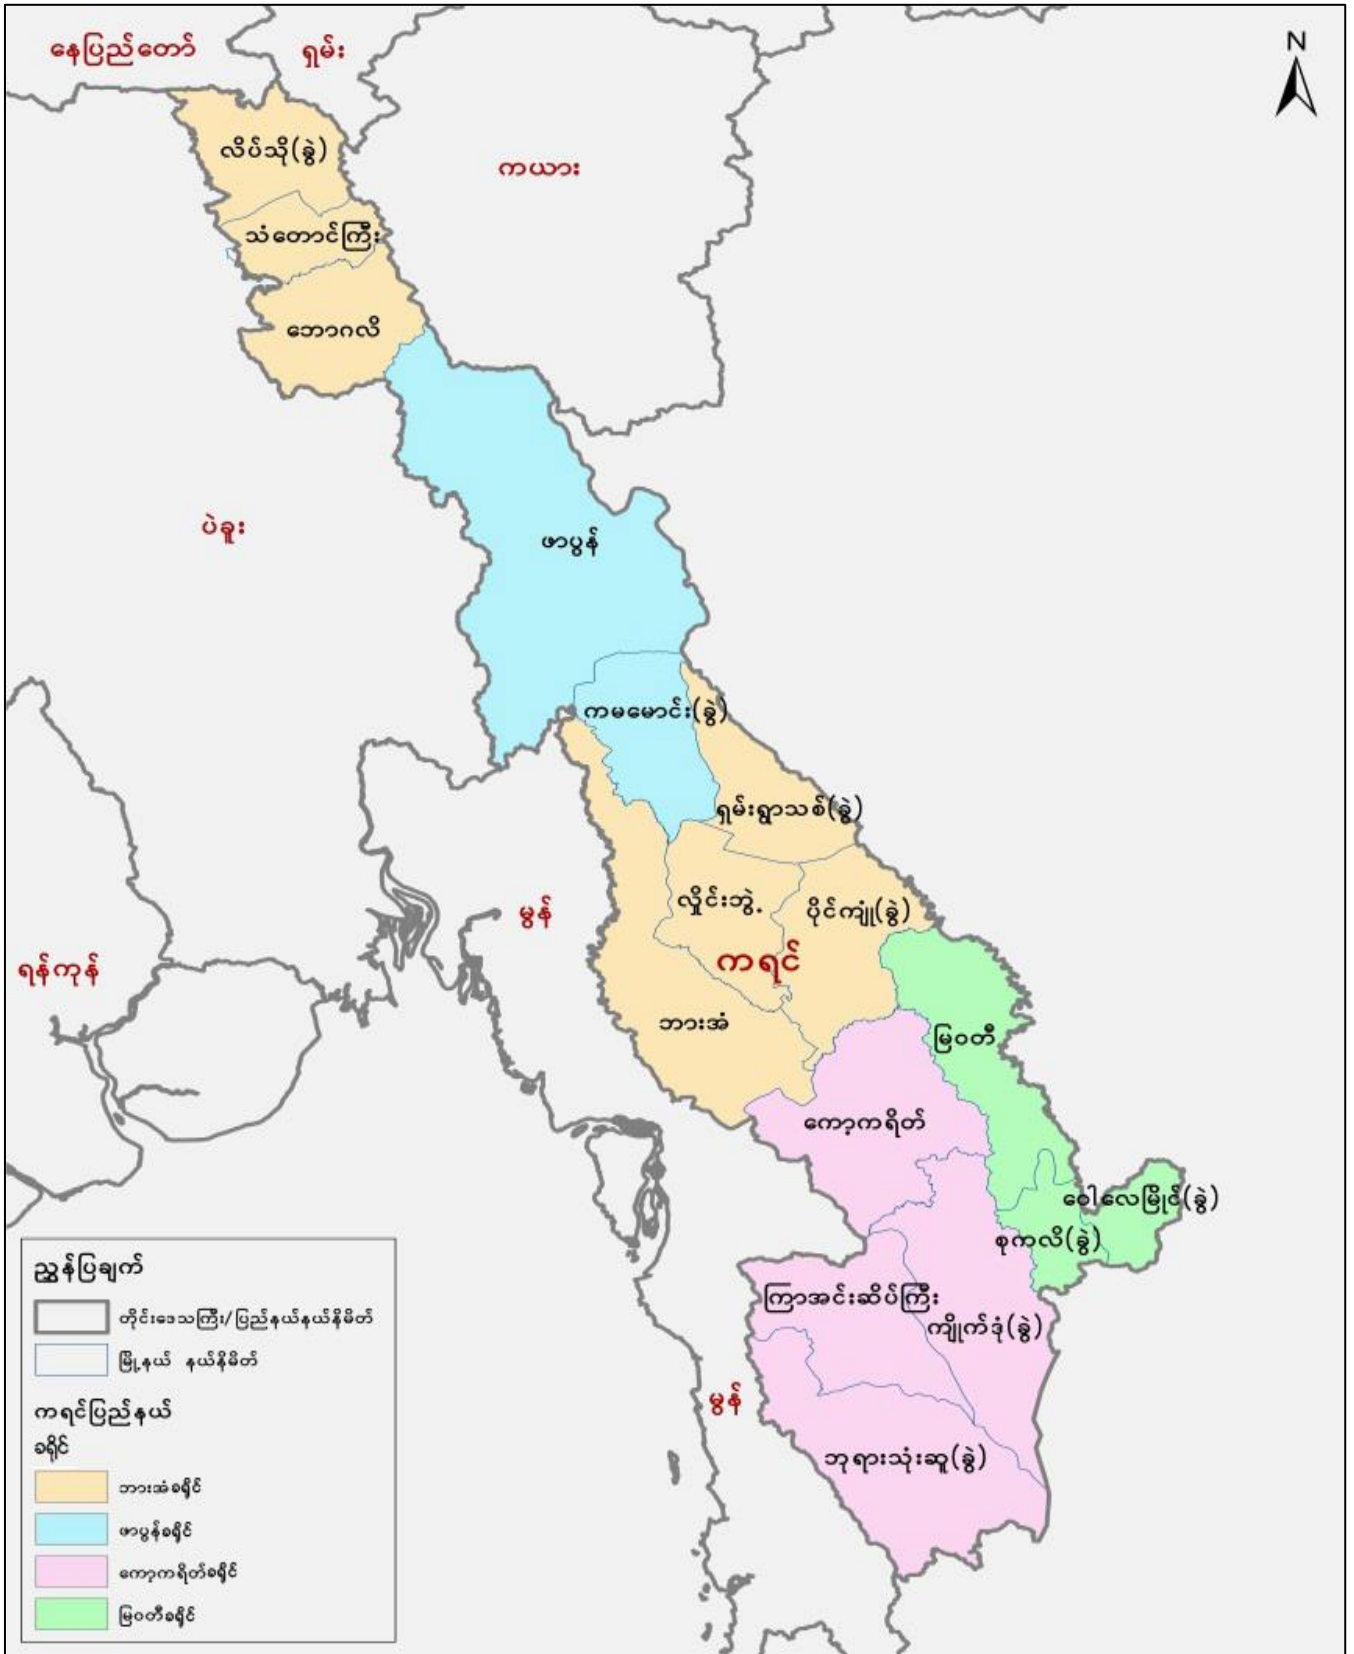 နေပြည်တော်
ရှမ်း
N
လိပ်သို(ခွဲ)
ကယား
သံတောင်ကြီး
ဘောဂလိ
ပဲခူး
ဖာပွန်
ကမမောင်း(ခွဲ)
ရှမ်းရွာသစ်(ခွဲ)
လှိုင်းဘွဲ့
ပိုင်ကျုံ(ခွဲ)
မွန်
ကရင်
ရန်ကုန်
ဘားအံ
မြဝတီ
ကော့ကရိတ်
ဝေါလေမြိုင်(ခွဲ)
စုကလိ(ခွဲ)
ကြာအင်းဆိပ်ကြီး
ကျိုက်ဒုံ(ခွဲ)
မွန်
ဘုရားသုံးဆူ(ခွဲ)
ညွှန်ပြချက်
တိုင်းဒေသကြီး/ပြည်နယ်နယ်နိမိတ်
မြို့နယ် နယ်နိမိတ်
ကရင်ပြည်နယ်
ခရိုင်
ဘားအံခရိုင်
ဖာပွန်ခရိုင်
ကော့ကရိတ်ခရိုင်
မြဝတီခရိုင်